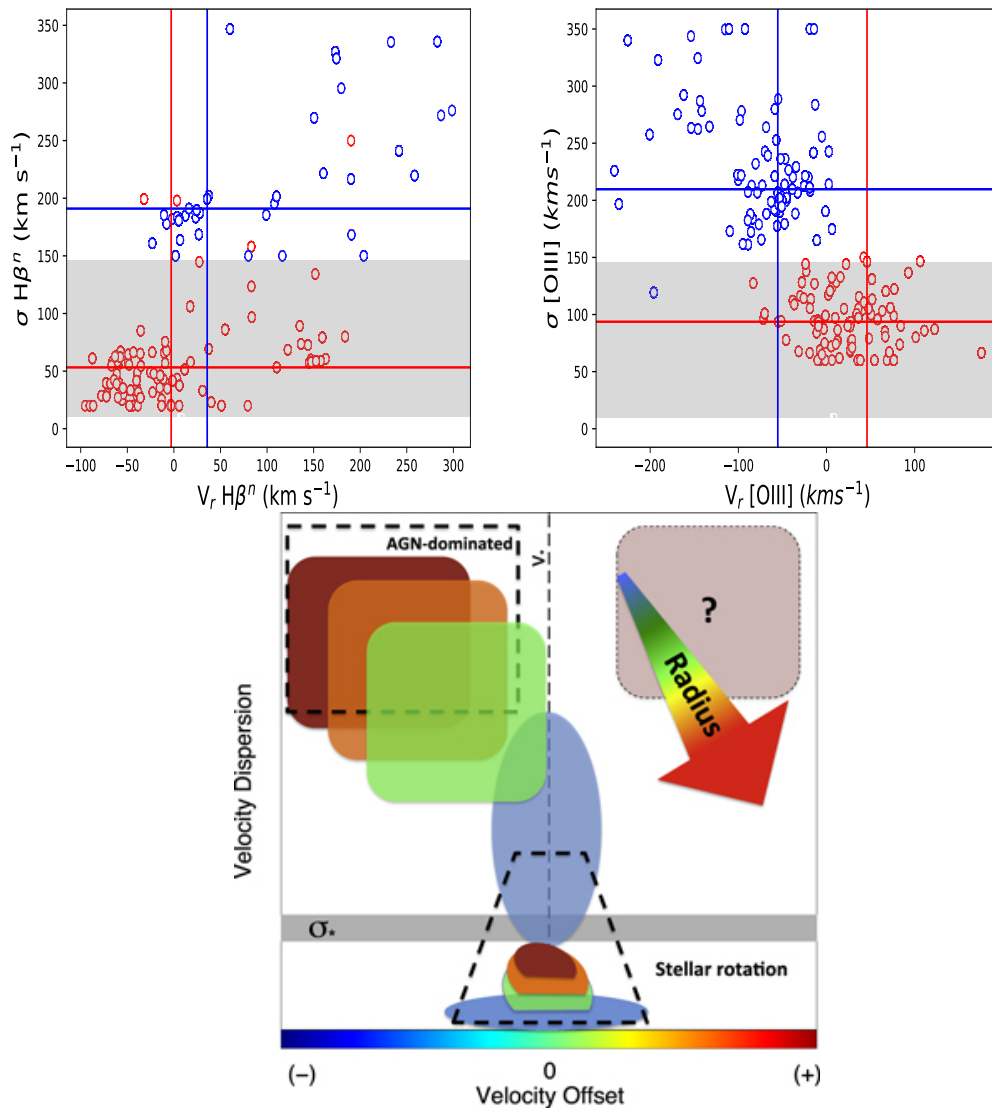 350
300
250
200
150
100
50
0
σ Hβⁿ (km s⁻¹)
−100 −50 0 50 100 150 200 250 300
Vᵣ Hβⁿ (km s⁻¹)
350
300
250
200
150
100
50
0
σ [OIII] (kms⁻¹)
−200 −100 0 100
Vᵣ [OIII] (kms⁻¹)
AGN-dominated
v*
?
Radius
Velocity Dispersion
σ*
Stellar rotation
(−) 0 (+)
Velocity Offset